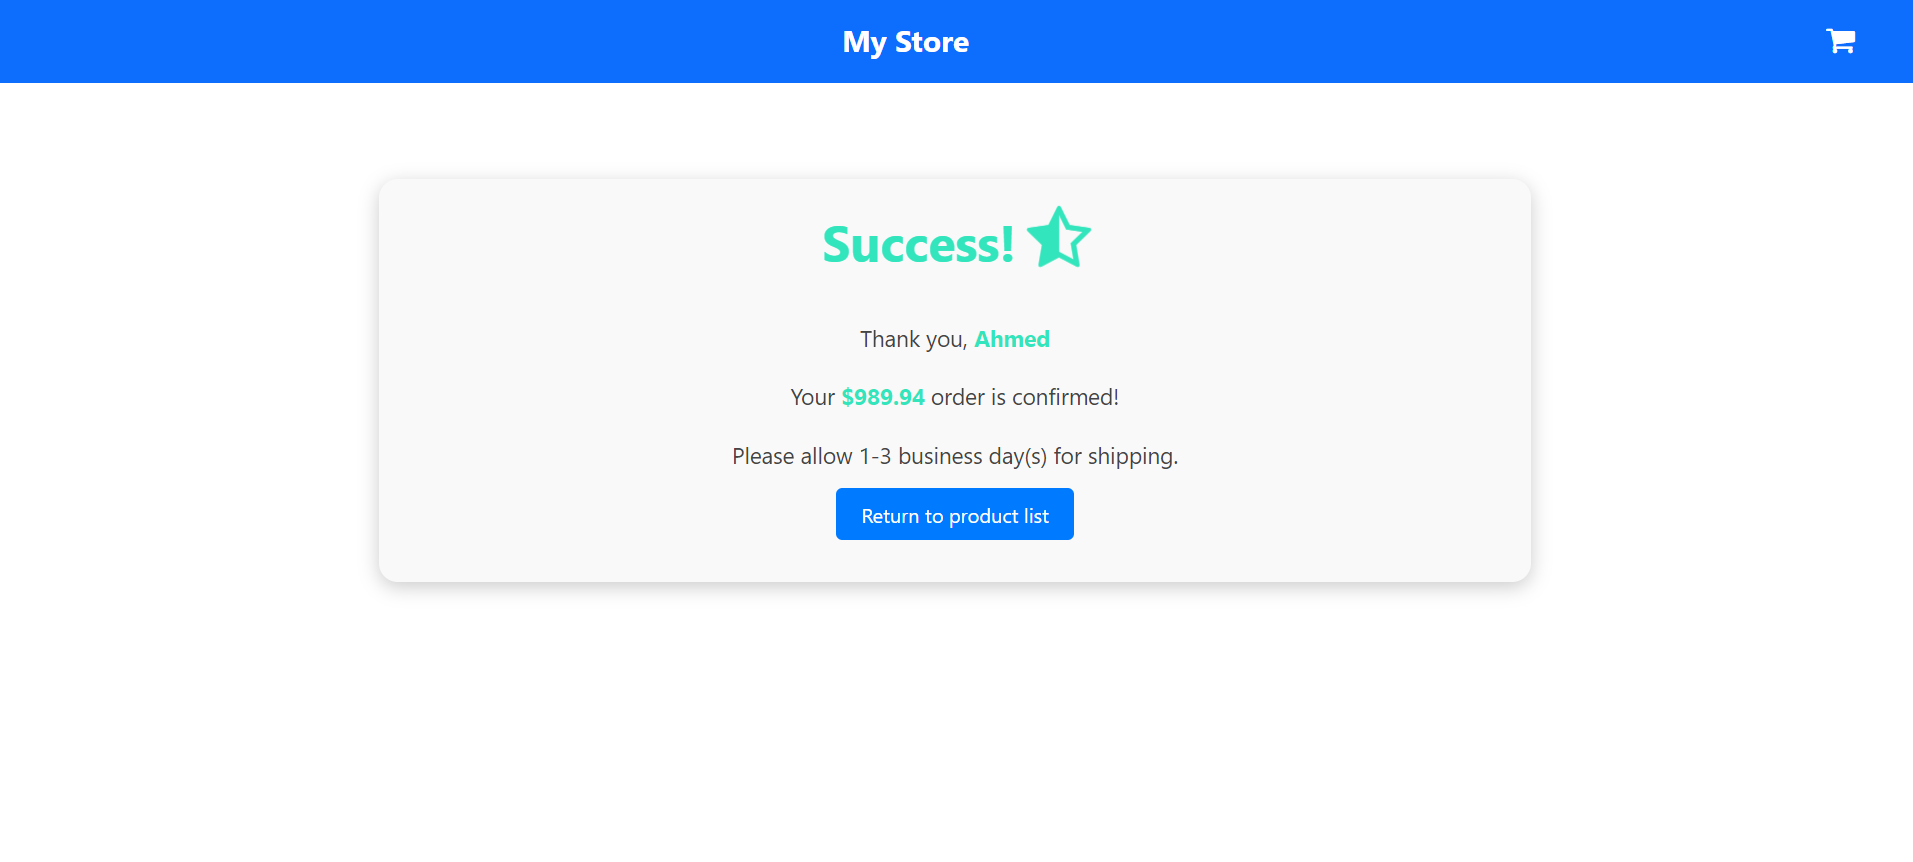 My Store
Success!
Thank you, Ahmed
Your $989.94 order is confirmed!
Please allow 1-3 business day(s) for shipping.
Return to product list